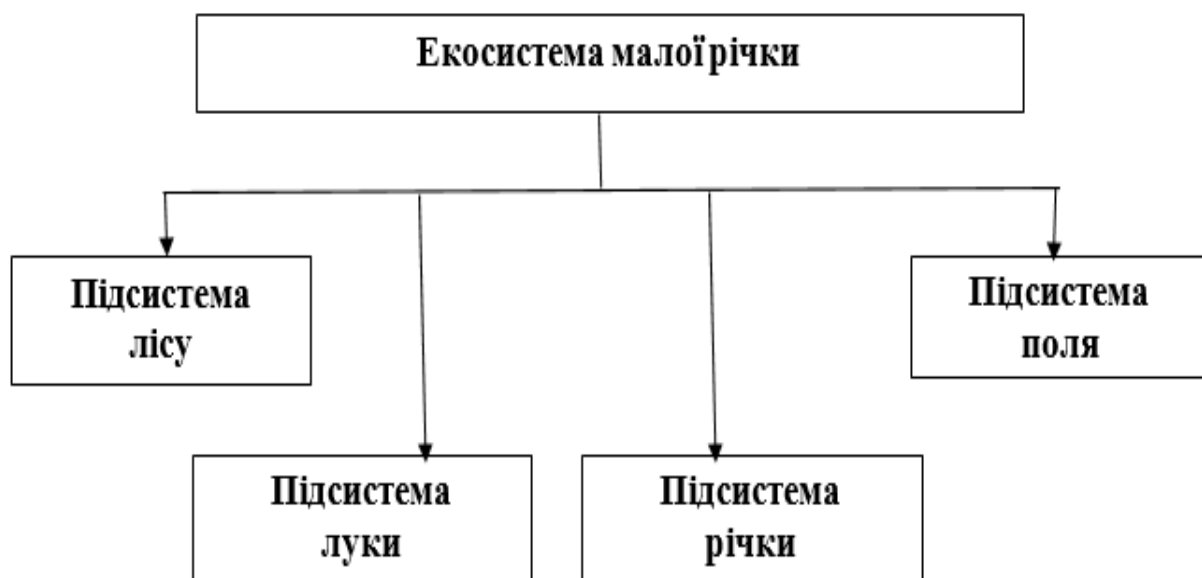 Екосистема малої річки
Підсистема
лісу
Підсистема
поля
Підсистема
луки
Підсистема
річки